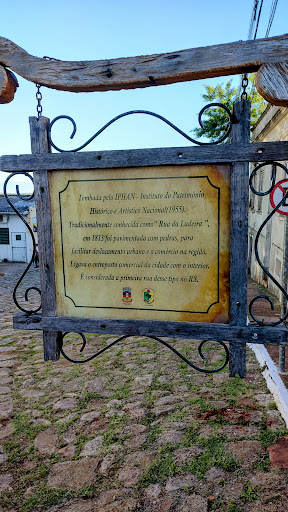 Tombada pelo IPHAN - Instituto do Patrimônio
Histórico e Artístico Nacional(1955).
Tradicionalmente conhecida como " Rua da Ladeira ",
em 1813 foi pavimentada com pedras, para
facilitar deslocamento urbano e o comércio na região.
Ligava o entreposto comercial da cidade com o interior.
É considerada a primeira rua desse tipo no RS.